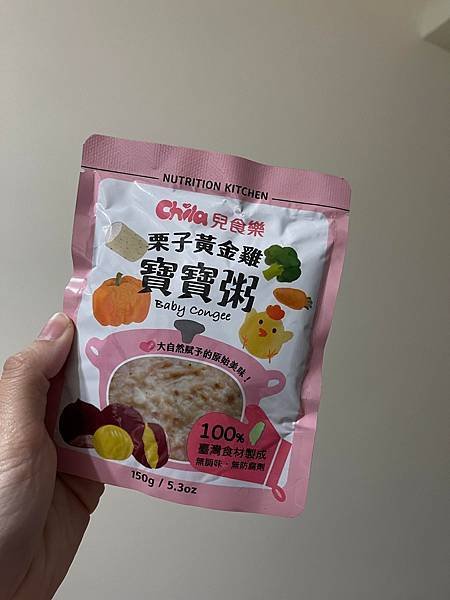 NUTRITION KITCHEN
Chila 兒食樂
栗子黃金雞
寶寶粥
Baby Congee
大自然賦予的原始美味！
100%
臺灣食材製成
無調味·無防腐劑
150g / 5.3oz